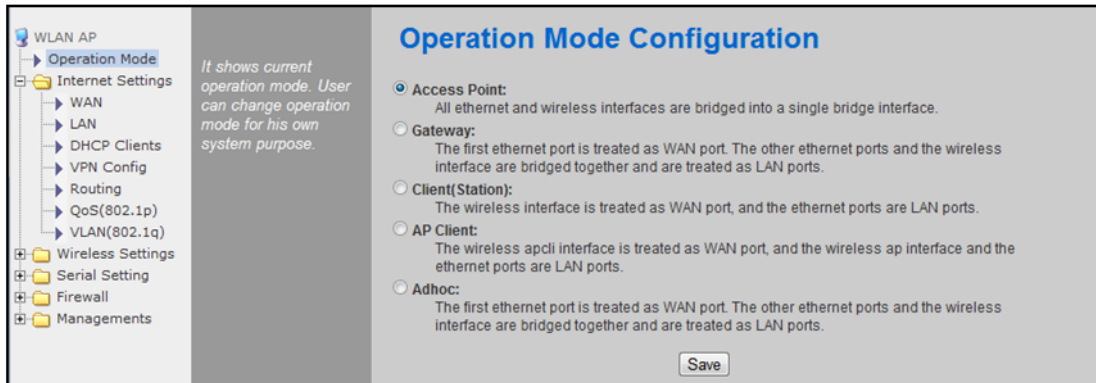 WLAN AP
Operation Mode
Internet Settings
WAN
LAN
DHCP Clients
VPN Config
Routing
QoS(802.1p)
VLAN(802.1q)
Wireless Settings
Serial Setting
Firewall
Managements
It shows current
operation mode. User
can change operation
mode for his own
system purpose.
Operation Mode Configuration
Access Point:
All ethernet and wireless interfaces are bridged into a single bridge interface.
Gateway:
The first ethernet port is treated as WAN port. The other ethernet ports and the wireless
interface are bridged together and are treated as LAN ports.
Client(Station):
The wireless interface is treated as WAN port, and the ethernet ports are LAN ports.
AP Client:
The wireless apcli interface is treated as WAN port, and the wireless ap interface and the
ethernet ports are LAN ports.
Adhoc:
The first ethernet port is treated as WAN port. The other ethernet ports and the wireless
interface are bridged together and are treated as LAN ports.
Save